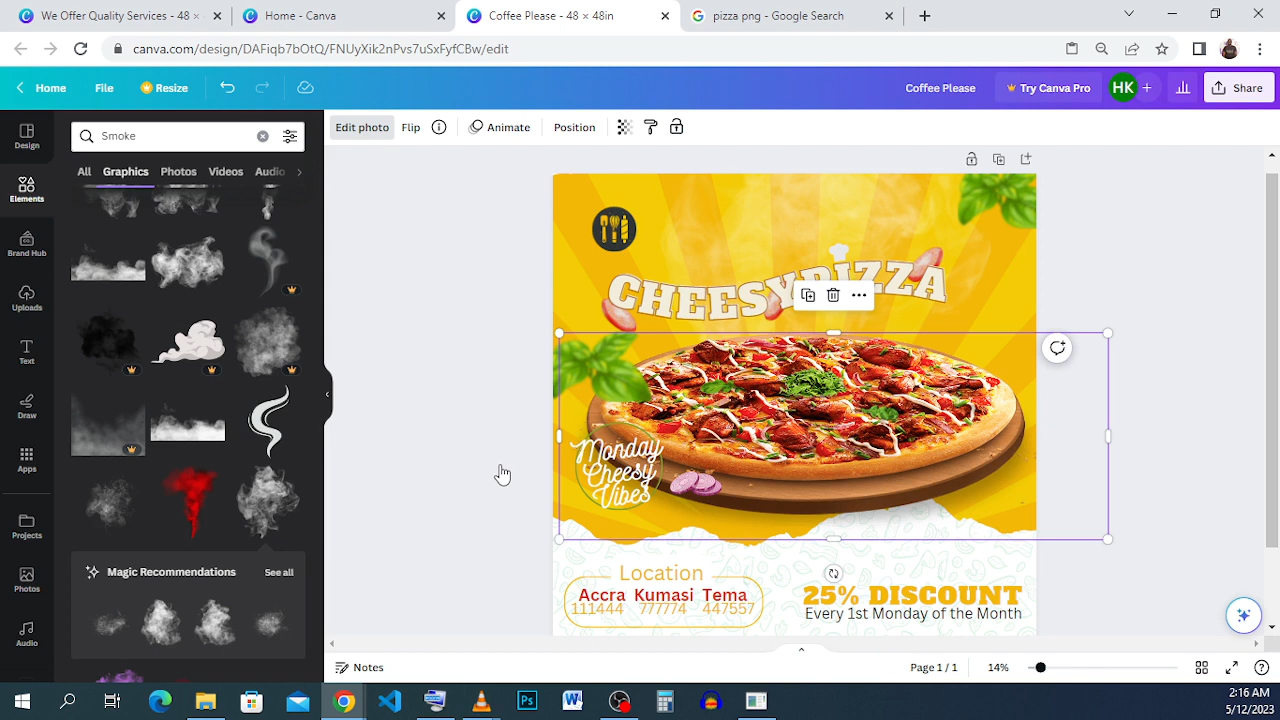 We Offer Quality Services - 48 ×
Home - Canva
Coffee Please - 48 × 48in
pizza png - Google Search
canva.com/design/DAFiqb7bOtQ/FNUyXik2nPvs7uSxFyfCBw/edit
Home
File
Resize
Coffee Please
Try Canva Pro
HK
Share
Design
Elements
Brand Hub
Uploads
Text
Draw
Apps
Projects
Photos
Audio
Smoke
All Graphics Photos Videos Audio
Magic Recommendations
See all
Edit photo
Flip
Animate
Position
CHEESY PIZZA
Monday
Cheesy
Vibes
Location
Accra Kumasi Tema
111444 777774 447557
25% DISCOUNT
Every 1st Monday of the Month
Notes
Page 1 / 1
14%
Ps
W
2:16 AM
5/12/2023